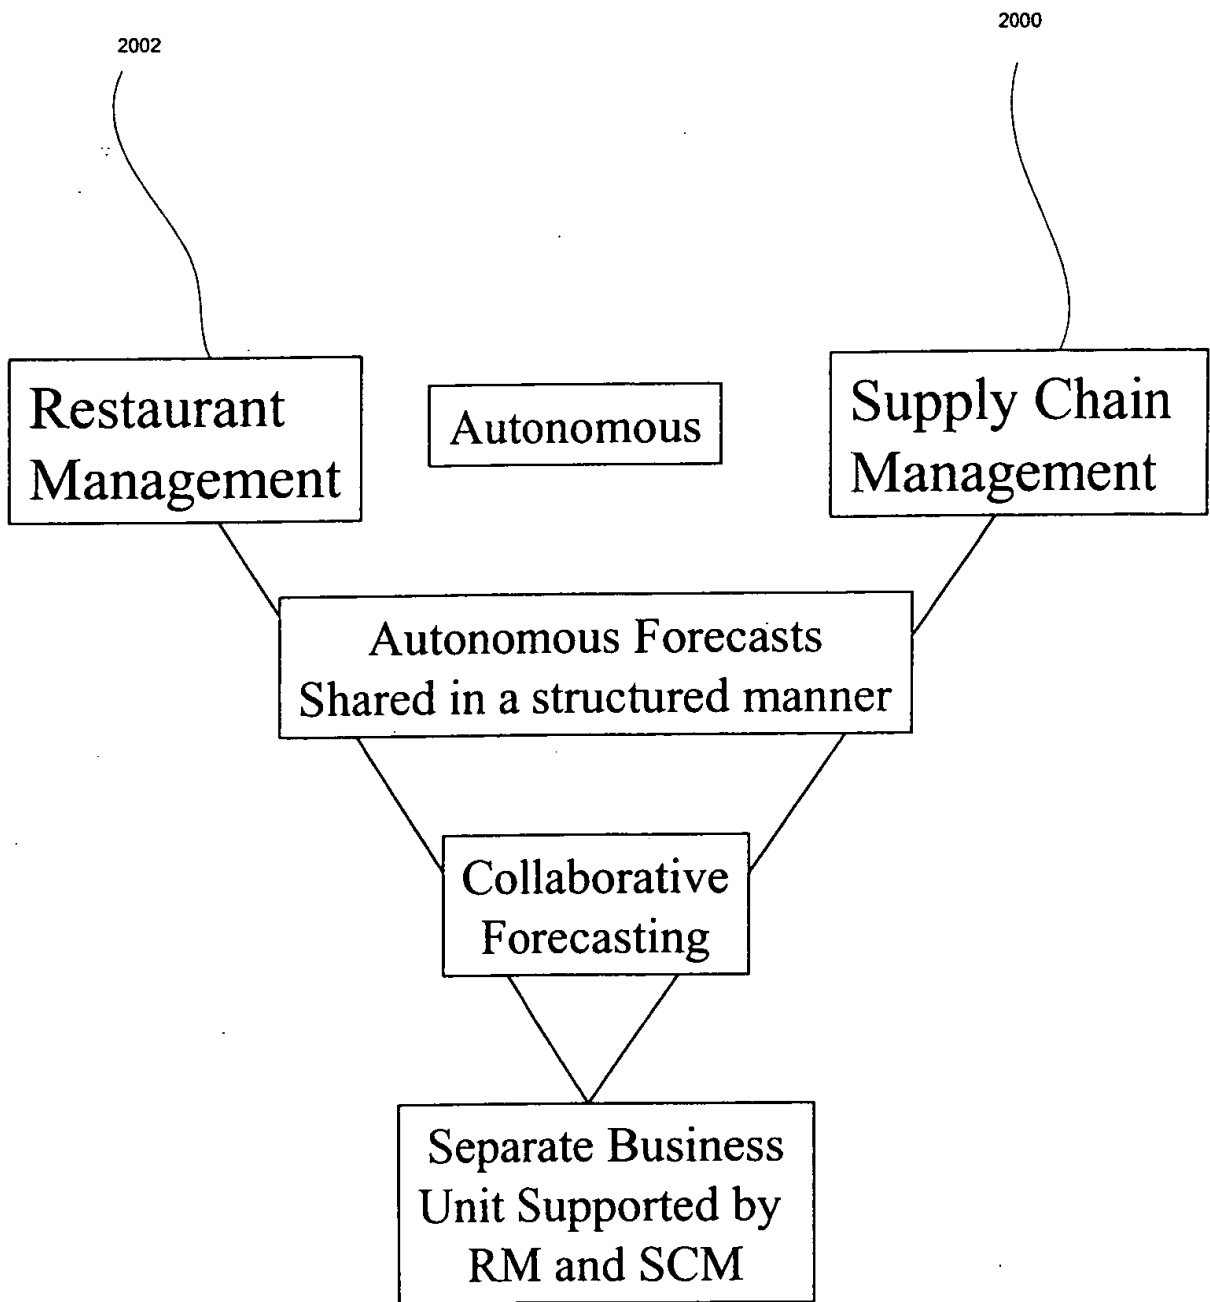 2002
2000
Restaurant
Management
Autonomous
Supply Chain
Management
Autonomous Forecasts
Shared in a structured manner
Collaborative
Forecasting
Separate Business
Unit Supported by
RM and SCM